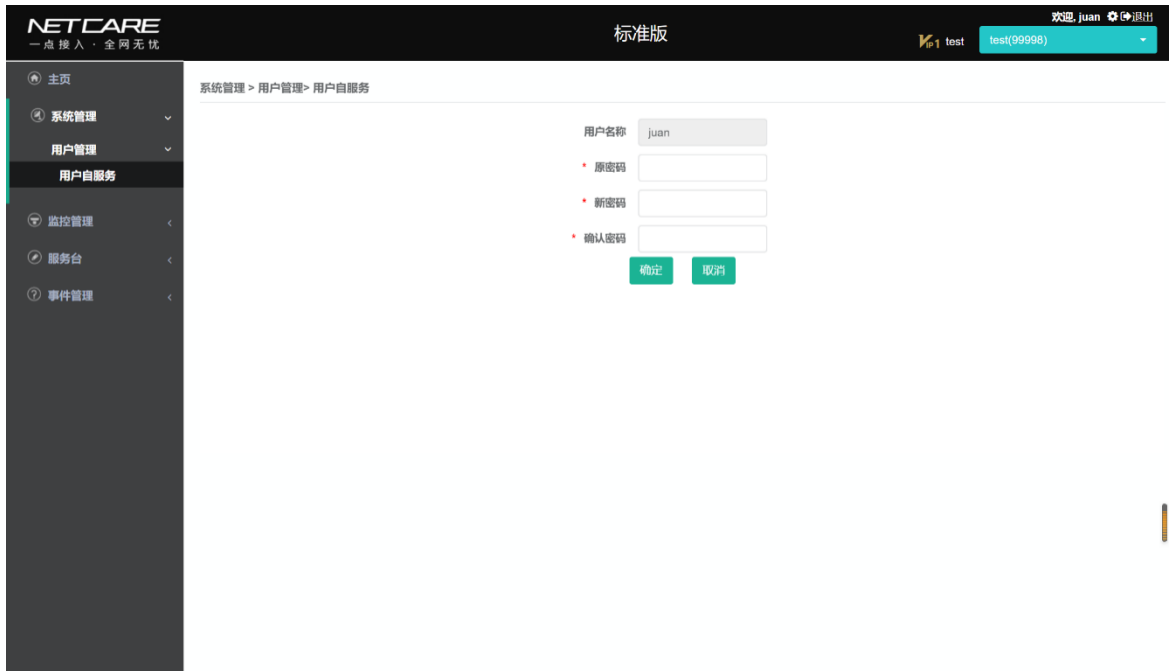 NETCARE
一点接入 · 全网无忧
标准版
欢迎, juan 退出
VIP1 test
test(99998)
主页
系统管理
用户管理
用户自服务
监控管理
服务台
事件管理
系统管理 > 用户管理> 用户自服务
用户名称 juan
* 原密码
* 新密码
* 确认密码
确定 取消